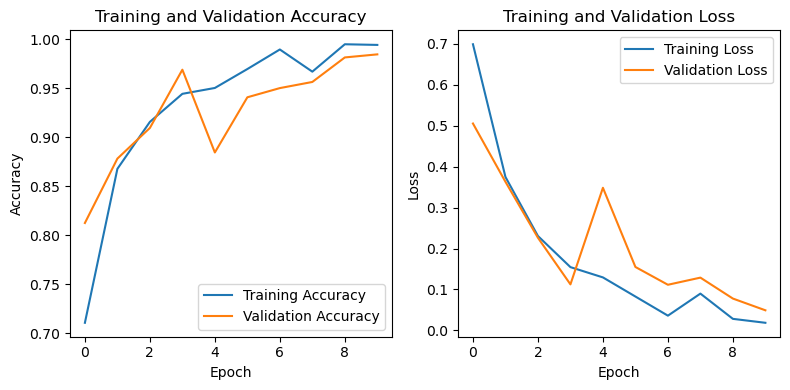 Training and Validation Accuracy
1.00
0.95
0.90
0.85
0.80
0.75
0.70
Accuracy
Training Accuracy
Validation Accuracy
0 2 4 6 8
Epoch
Training and Validation Loss
0.7
0.6
0.5
0.4
0.3
0.2
0.1
0.0
Loss
Training Loss
Validation Loss
0 2 4 6 8
Epoch